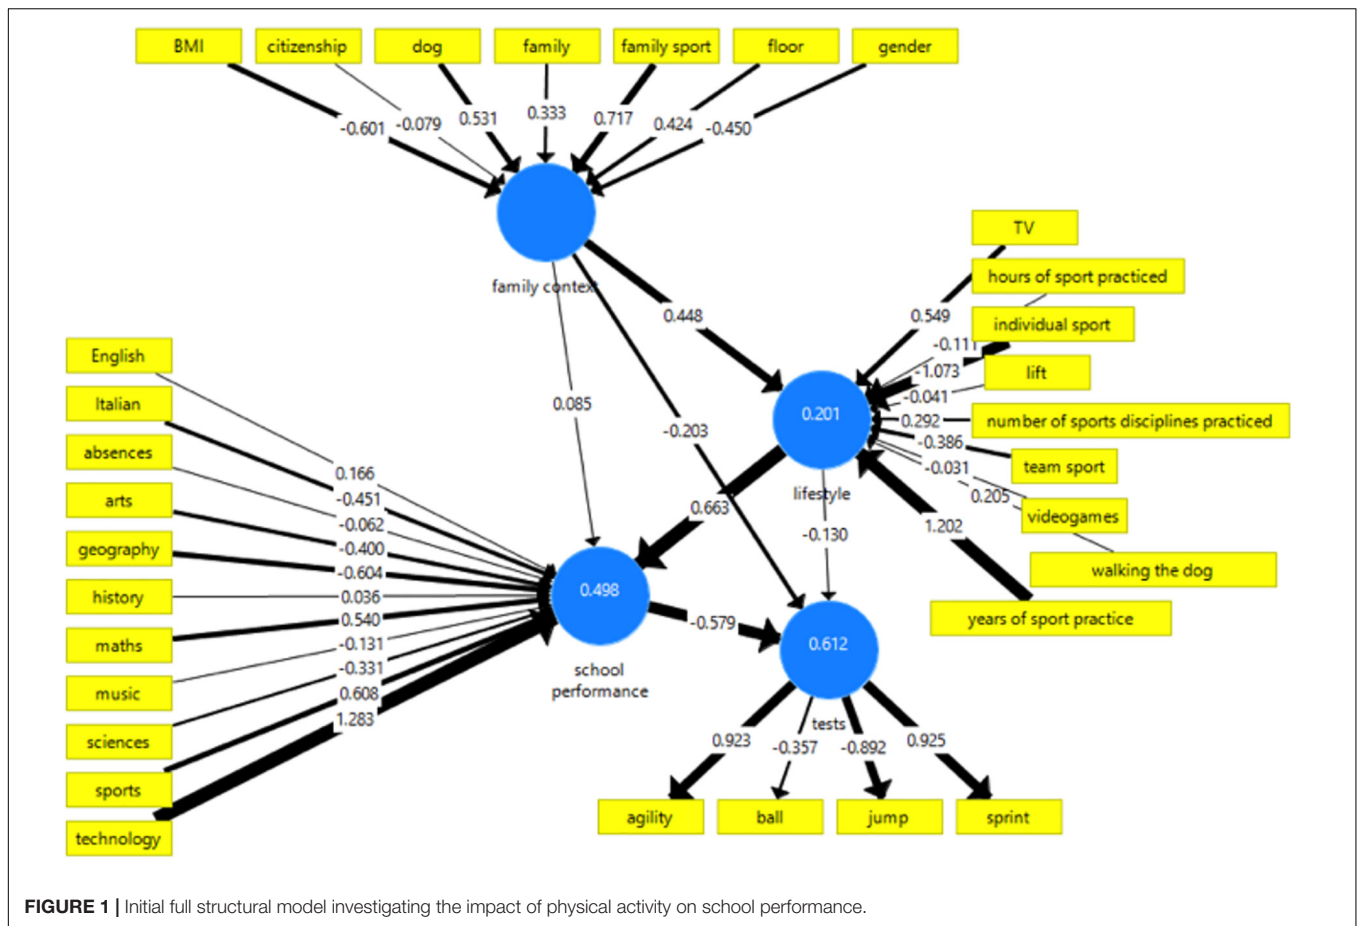 BMI
citizenship
dog
family
family sport
floor
gender
-0.601
-0.079
0.531
0.333
0.717
0.424
-0.450
family context
TV
hours of sport practiced
individual sport
lift
number of sports disciplines practiced
team sport
videogames
walking the dog
years of sport practice
0.549
-0.111
-1.073
-0.041
0.292
-0.386
-0.031
0.205
1.202
0.448
0.085
-0.203
0.201
lifestyle
0.663
-0.130
English
Italian
absences
arts
geography
history
maths
music
sciences
sports
technology
0.166
-0.451
-0.062
-0.400
-0.604
0.036
0.540
-0.131
-0.331
0.608
1.283
0.498
school
performance
-0.579
0.612
tests
0.923
-0.357
-0.892
0.925
agility
ball
jump
sprint
FIGURE 1 | Initial full structural model investigating the impact of physical activity on school performance.